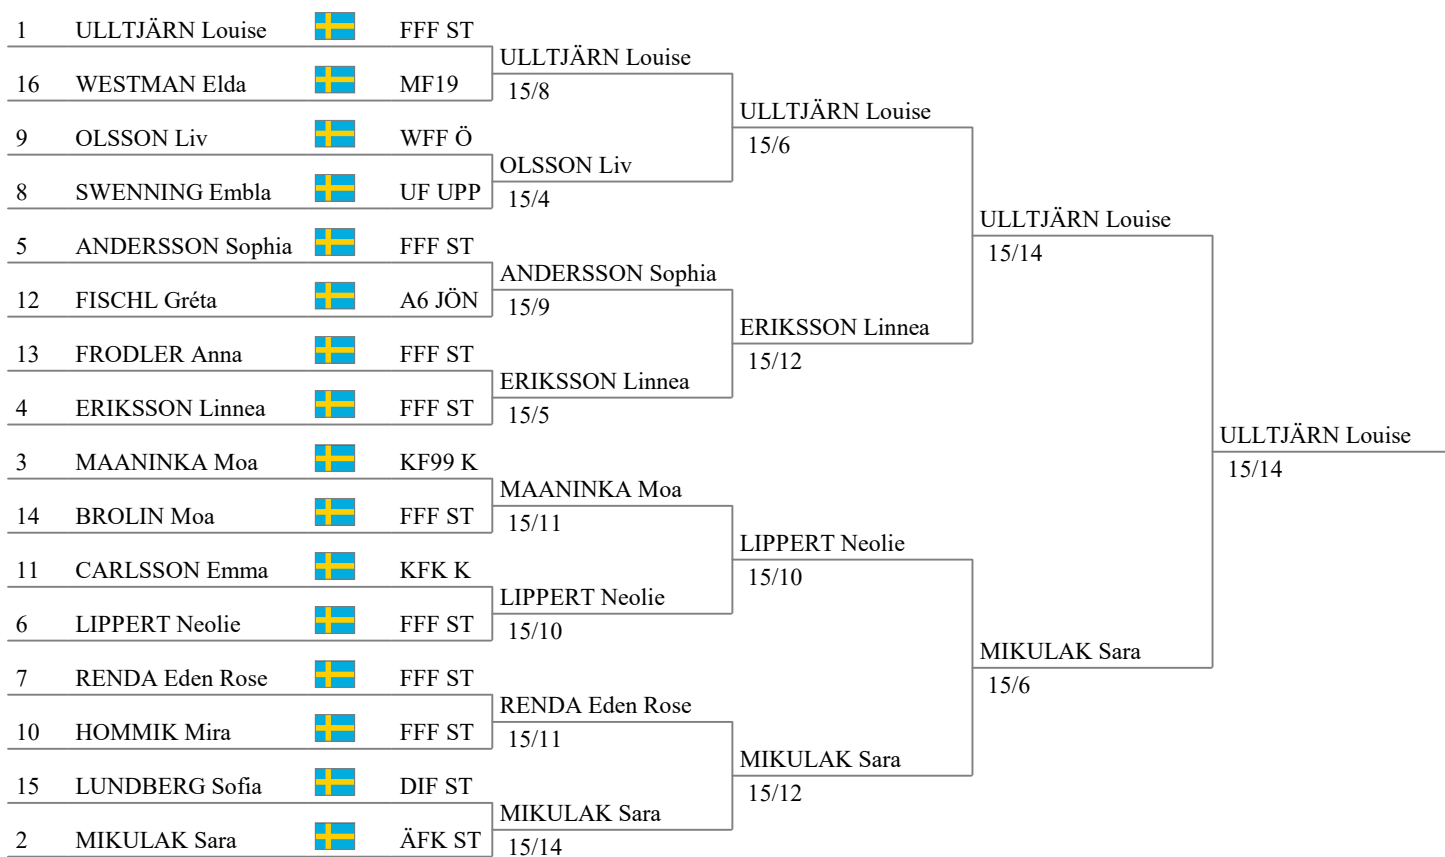 1 ULLTJÄRN Louise FFF ST
16 WESTMAN Elda MF19
9 OLSSON Liv WFF Ö
8 SWENNING Embla UF UPP
5 ANDERSSON Sophia FFF ST
12 FISCHL Gréta A6 JÖN
13 FRODLER Anna FFF ST
4 ERIKSSON Linnea FFF ST
3 MAANINKA Moa KF99 K
14 BROLIN Moa FFF ST
11 CARLSSON Emma KFK K
6 LIPPERT Neolie FFF ST
7 RENDA Eden Rose FFF ST
10 HOMMIK Mira FFF ST
15 LUNDBERG Sofia DIF ST
2 MIKULAK Sara ÄFK ST
ULLTJÄRN Louise
15/8
OLSSON Liv
15/4
ANDERSSON Sophia
15/9
ERIKSSON Linnea
15/5
MAANINKA Moa
15/11
LIPPERT Neolie
15/10
RENDA Eden Rose
15/11
MIKULAK Sara
15/14
ULLTJÄRN Louise
15/6
ERIKSSON Linnea
15/12
LIPPERT Neolie
15/10
MIKULAK Sara
15/12
ULLTJÄRN Louise
15/14
MIKULAK Sara
15/6
ULLTJÄRN Louise
15/14